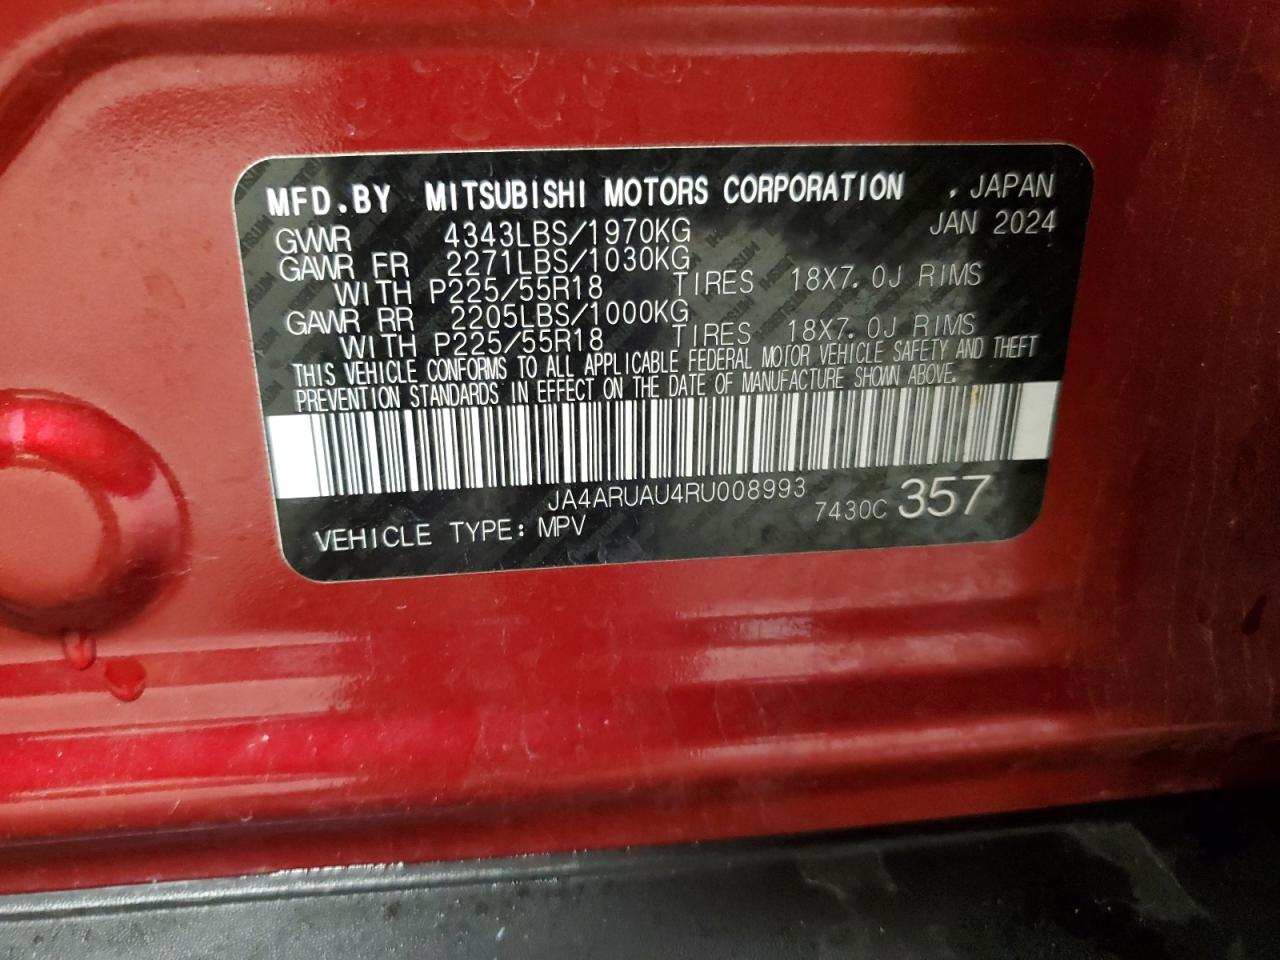 MFD.BY MITSUBISHI MOTORS CORPORATION , JAPAN
GVWR 4343LBS/1970KG JAN 2024
GAWR FR 2271LBS/1030KG
WITH P225/55R18 TIRES 18X7.0J RIMS
GAWR RR 2205LBS/1000KG
WITH P225/55R18 TIRES 18X7.0J RIMS
THIS VEHICLE CONFORMS TO ALL APPLICABLE FEDERAL MOTOR VEHICLE SAFETY AND THEFT
PREVENTION STANDARDS IN EFFECT ON THE DATE OF MANUFACTURE SHOWN ABOVE.
JA4ARUAU4RU008993
VEHICLE TYPE: MPV 7430C 357